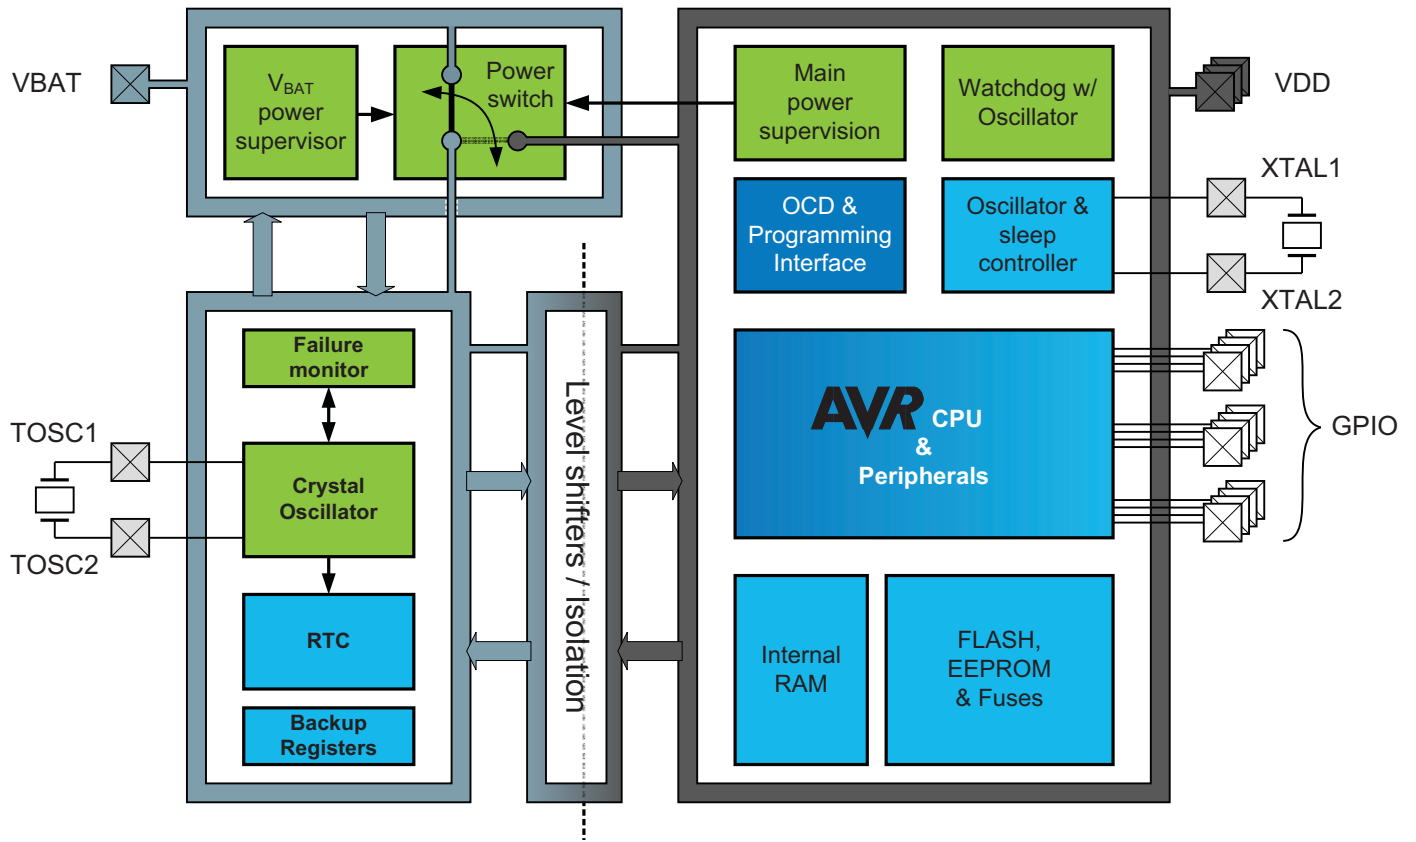 VBAT
V_BAT
power
supervisor
Power
switch
Main
power
supervision
Watchdog w/
Oscillator
VDD
OCD &
Programming
Interface
Oscillator &
sleep
controller
XTAL1
XTAL2
Failure
monitor
TOSC1
Crystal
Oscillator
TOSC2
RTC
Backup
Registers
Level shifters / Isolation
AVR CPU
&
Peripherals
GPIO
Internal
RAM
FLASH,
EEPROM
& Fuses